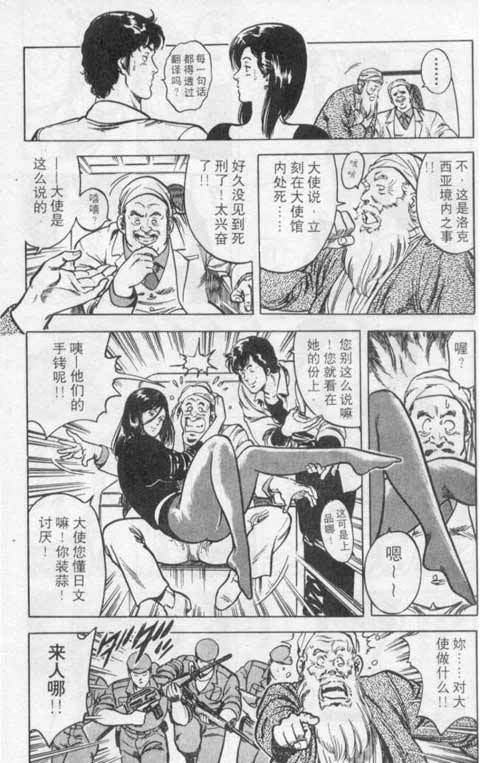 ……
每一句话
都得透过
翻译吗?
不，这是洛克
西亚境内之事
!!
咦
大使说，立
刻在大使馆
内处死……
好久没见到死
刑了!太兴奋
了!!
嘻嘻?
——大使是
这么说的
喔?
嗯~~
您别这么说嘛
!您就看在
她的份上
这可是上
品哪!
咦—他们的
手铐呢!!
大使您懂日文
嘛!你装蒜!
讨厌!
妳……对大
使做什么!!
来人哪!!